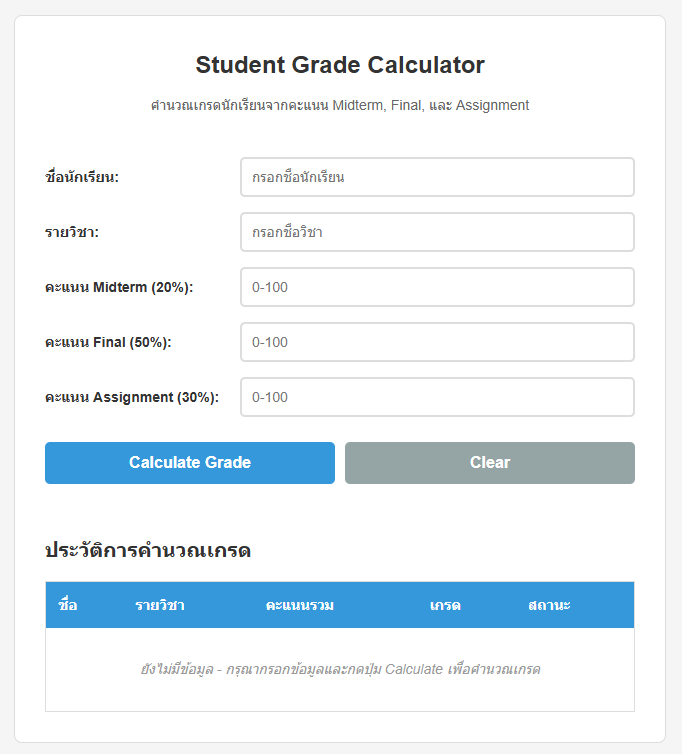 Student Grade Calculator
คำนวณเกรดนักเรียนจากคะแนน Midterm, Final, และ Assignment
ชื่อนักเรียน:
กรอกชื่อนักเรียน
รายวิชา:
กรอกชื่อวิชา
คะแนน Midterm (20%):
0-100
คะแนน Final (50%):
0-100
คะแนน Assignment (30%):
0-100
Calculate Grade
Clear
ประวัติการคำนวณเกรด
ชื่อ รายวิชา คะแนนรวม เกรด สถานะ
ยังไม่มีข้อมูล - กรุณากรอกข้อมูลและกดปุ่ม Calculate เพื่อคำนวณเกรด